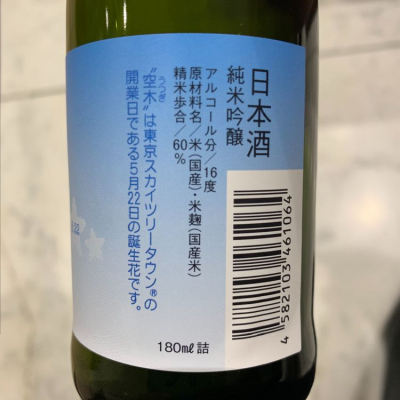 日本酒
純米吟醸
アルコール分/16度
原材料名/米(国産)・米麹(国産米)
精米歩合/60%
うつぎ
"空木"は東京スカイツリータウン®の
開業日である5月22日の誕生花です。
4 582103 461064
180㎖詰